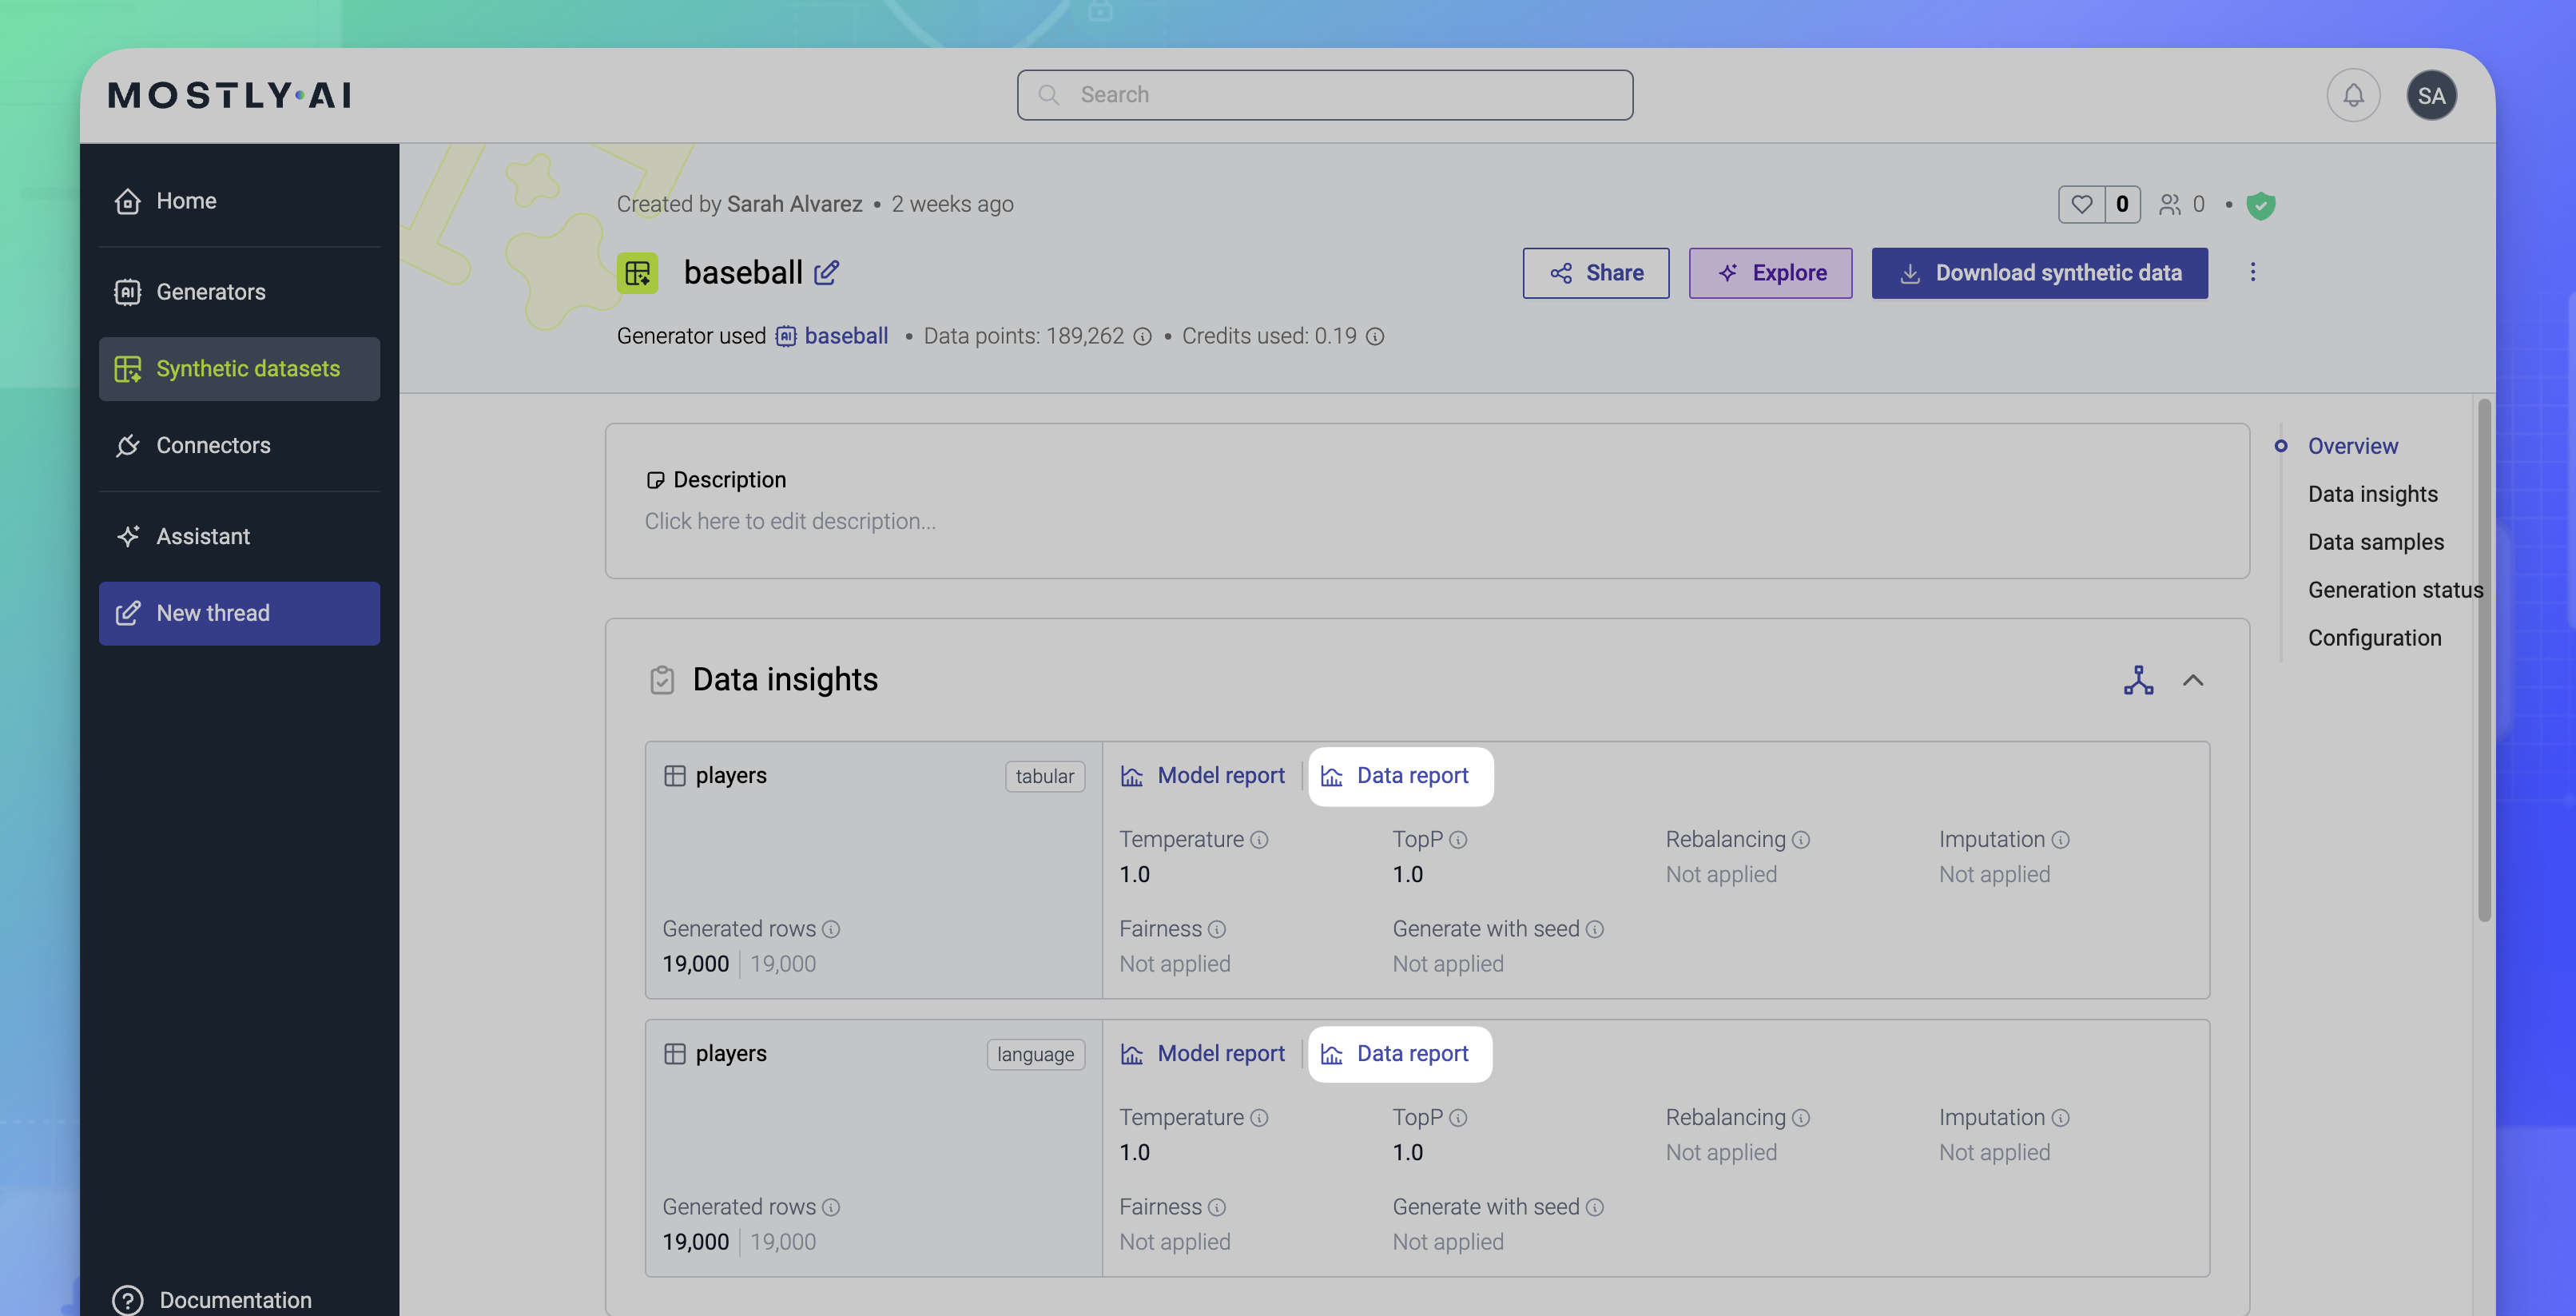 MOSTLY·AI
Search
SA
Home
Generators
Synthetic datasets
Connectors
Assistant
New thread
Documentation
Created by Sarah Alvarez • 2 weeks ago
0
0 •
baseball
Share
Explore
Download synthetic data
Generator used baseball • Data points: 189,262 • Credits used: 0.19
Description
Click here to edit description...
Overview
Data insights
Data samples
Generation status
Configuration
Data insights
players
tabular
Model report
Data report
Temperature
TopP
Rebalancing
Imputation
1.0
1.0
Not applied
Not applied
Generated rows
Fairness
Generate with seed
19,000 | 19,000
Not applied
Not applied
players
language
Model report
Data report
Temperature
TopP
Rebalancing
Imputation
1.0
1.0
Not applied
Not applied
Generated rows
Fairness
Generate with seed
19,000 | 19,000
Not applied
Not applied